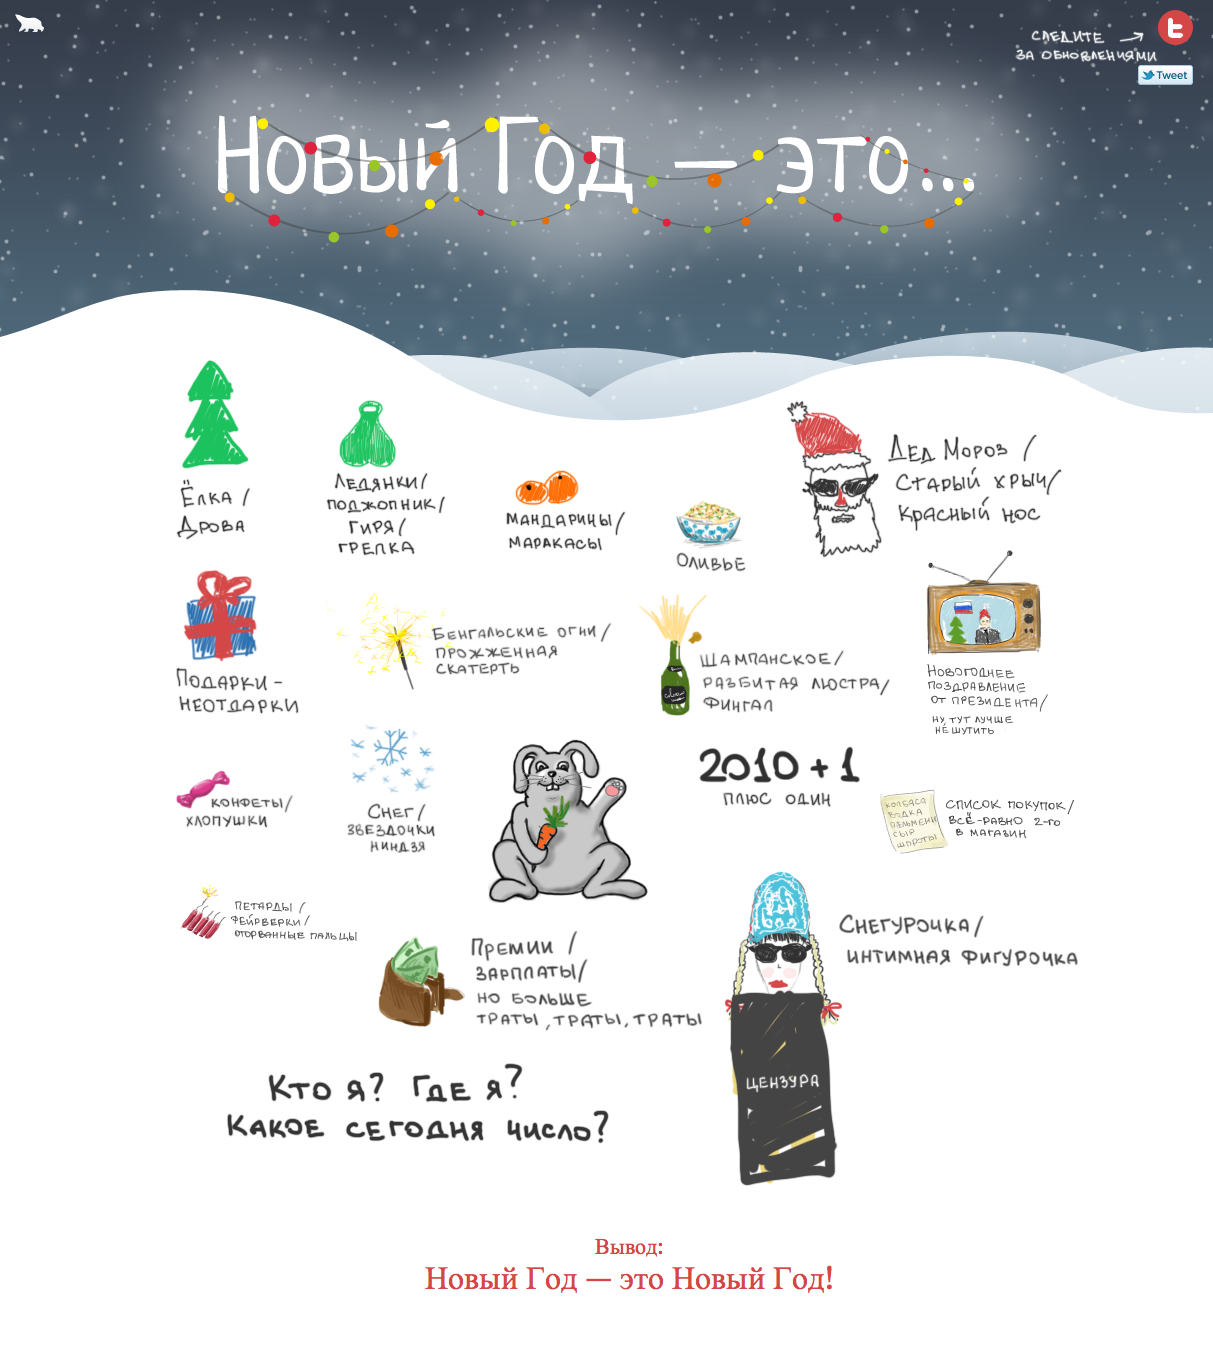 СЛЕДИТЕ
ЗА ОБНОВЛЕНИЯМИ
Tweet
Новый Год — это...
Ёлка /
Дрова
Ледянки/
поджопник/
гиря/
грелка
мандарины/
маракасы
Оливье
Дед Мороз /
Старый хрыч/
Красный нос
Подарки-
неотдарки
Бенгальские огни/
прожженная
скатерть
Шампанское/
разбитая люстра/
фингал
Новогоднее
поздравление
от президента/
ну, тут лучше
не шутить
конфеты/
хлопушки
Снег/
звездочки
ниндзя
2010 + 1
плюс один
колбаса
водка
пельмени
сыр
шпроты
список покупок/
всё-равно 2-го
в магазин
петарды /
фейрверки/
оторванные пальцы
Премии /
зарплаты/
но больше
траты, траты, траты
Снегурочка/
интимная фигурочка
цензура
Кто я? Где я?
Какое сегодня число?
Вывод:
Новый Год — это Новый Год!